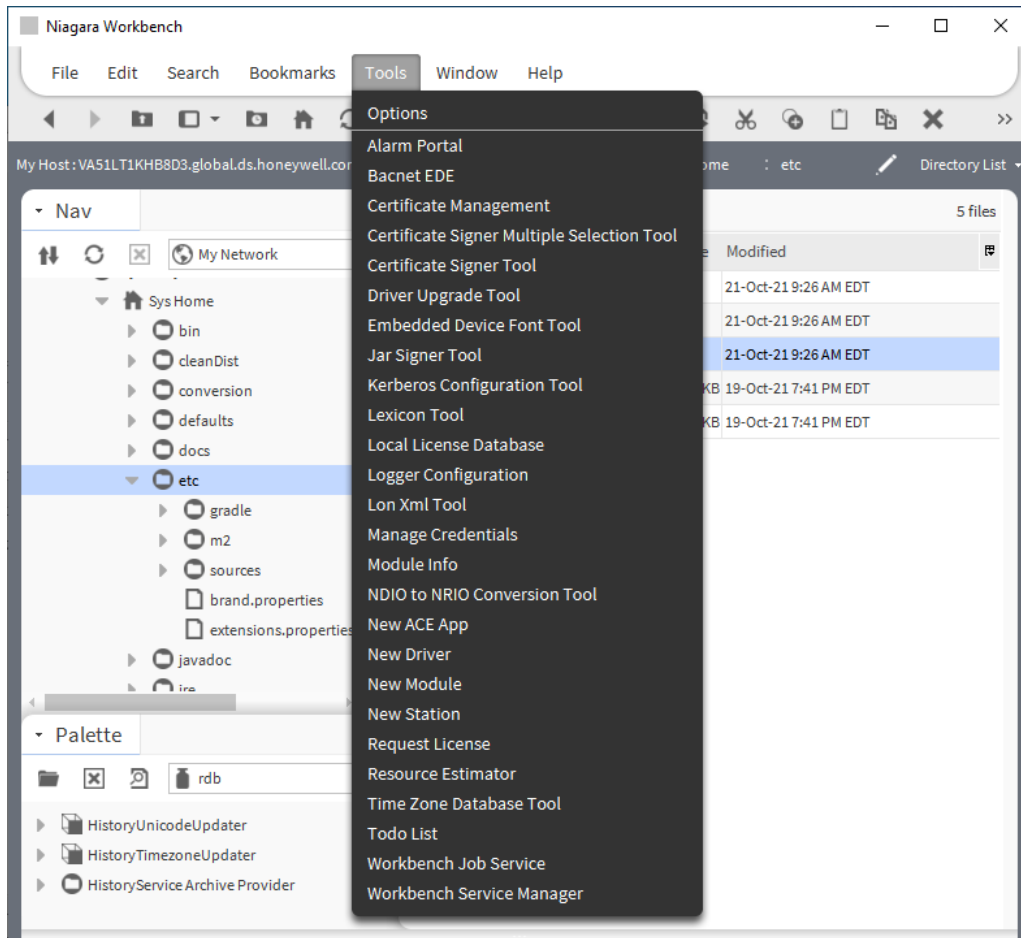 Niagara Workbench
File Edit Search Bookmarks Tools Window Help
My Host : VA51LT1KHB8D3.global.ds.honeywell.com
: etc
Directory List
Nav
My Network
Sys Home
bin
cleanDist
conversion
defaults
docs
etc
gradle
m2
sources
brand.properties
extensions.properties
javadoc
jre
Palette
rdb
HistoryUnicodeUpdater
HistoryTimezoneUpdater
HistoryService Archive Provider
Options
Alarm Portal
Bacnet EDE
Certificate Management
Certificate Signer Multiple Selection Tool
Certificate Signer Tool
Driver Upgrade Tool
Embedded Device Font Tool
Jar Signer Tool
Kerberos Configuration Tool
Lexicon Tool
Local License Database
Logger Configuration
Lon Xml Tool
Manage Credentials
Module Info
NDIO to NRIO Conversion Tool
New ACE App
New Driver
New Module
New Station
Request License
Resource Estimator
Time Zone Database Tool
Todo List
Workbench Job Service
Workbench Service Manager
5 files
Modified
21-Oct-21 9:26 AM EDT
21-Oct-21 9:26 AM EDT
21-Oct-21 9:26 AM EDT
KB 19-Oct-21 7:41 PM EDT
KB 19-Oct-21 7:41 PM EDT